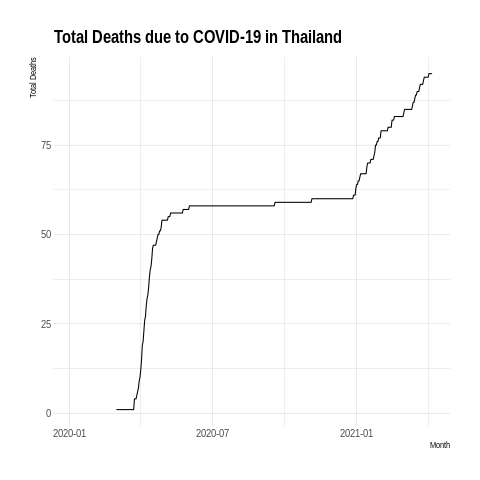 Total Deaths due to COVID-19 in Thailand
Total Deaths
75
50
25
0
2020-01
2020-07
2021-01
Month